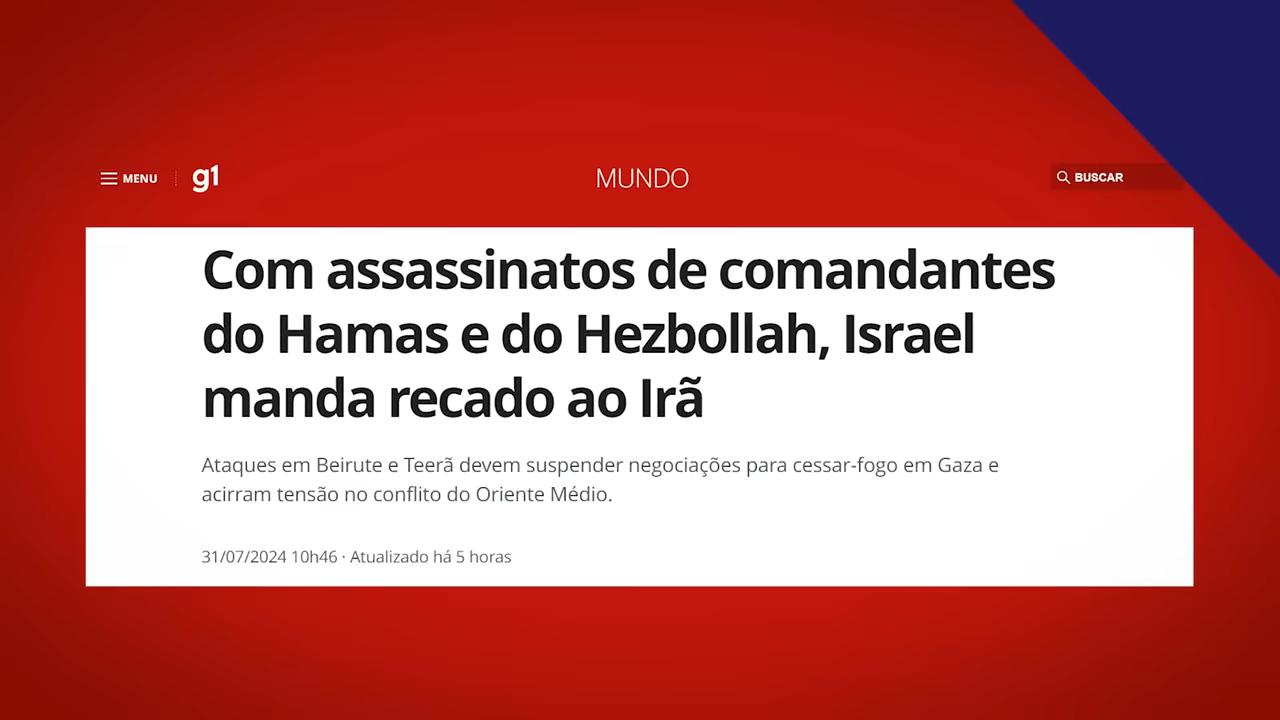 MENU g1 MUNDO BUSCAR
Com assassinatos de comandantes
do Hamas e do Hezbollah, Israel
manda recado ao Irã
Ataques em Beirute e Teerã devem suspender negociações para cessar-fogo em Gaza e
acirram tensão no conflito do Oriente Médio.
31/07/2024 10h46 · Atualizado há 5 horas